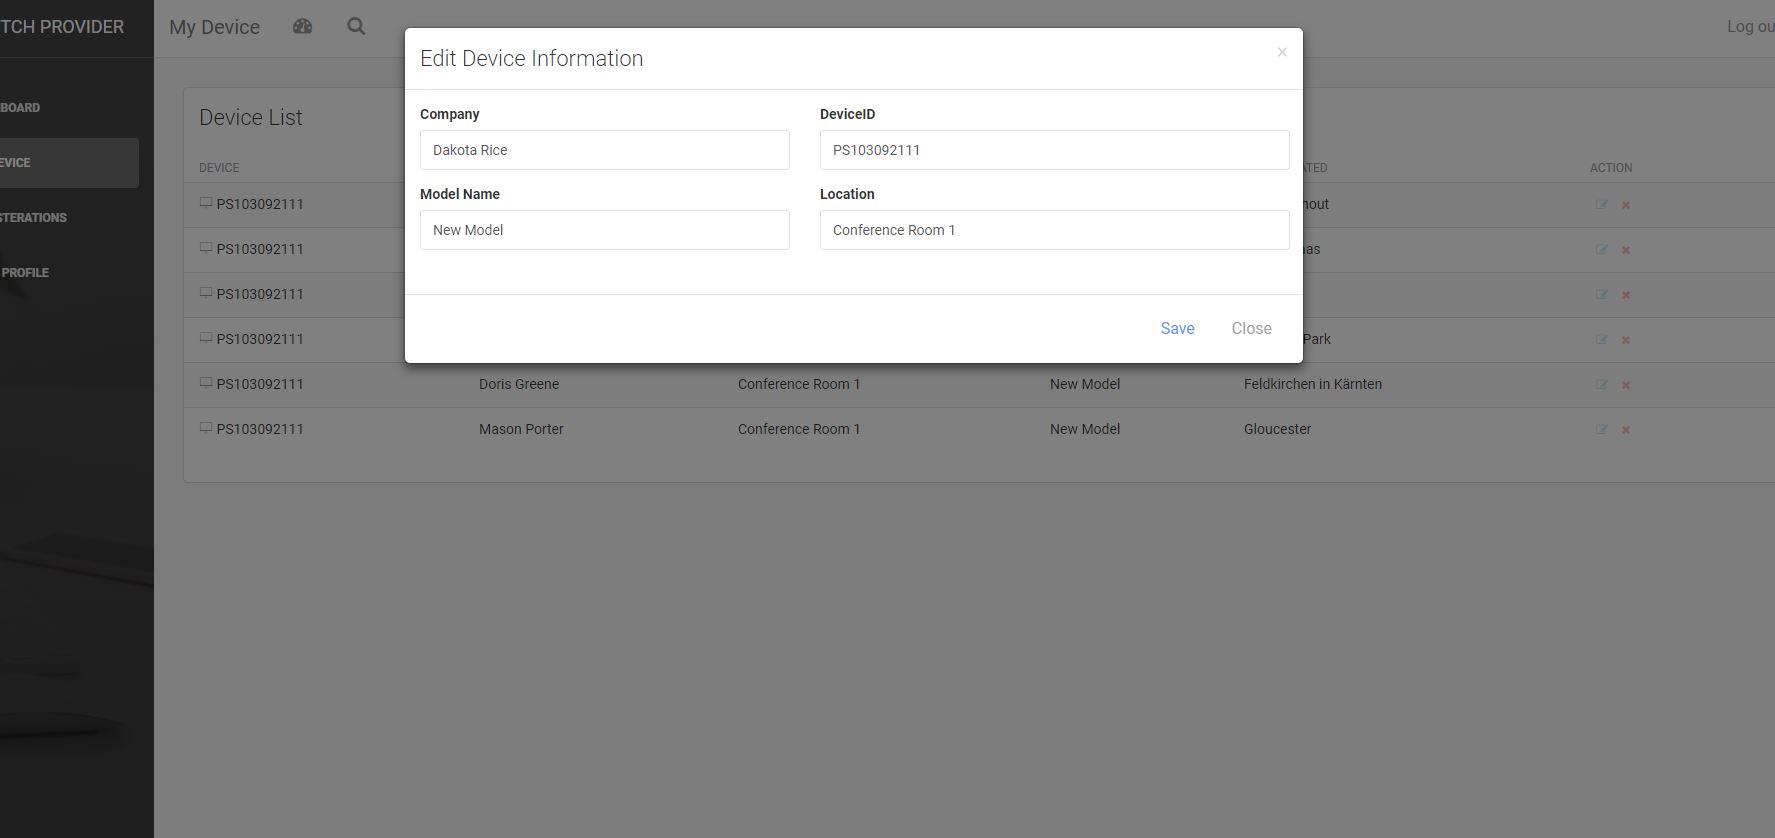 TCH PROVIDER
My Device
Log ou
BOARD
EVICE
STERATIONS
PROFILE
Edit Device Information
×
Company
DeviceID
Dakota Rice
PS103092111
Model Name
Location
New Model
Conference Room 1
Save
Close
Device List
DEVICE
ATED
ACTION
PS103092111
hout
PS103092111
aas
PS103092111
PS103092111
Park
PS103092111 Doris Greene Conference Room 1 New Model Feldkirchen in Kärnten
PS103092111 Mason Porter Conference Room 1 New Model Gloucester